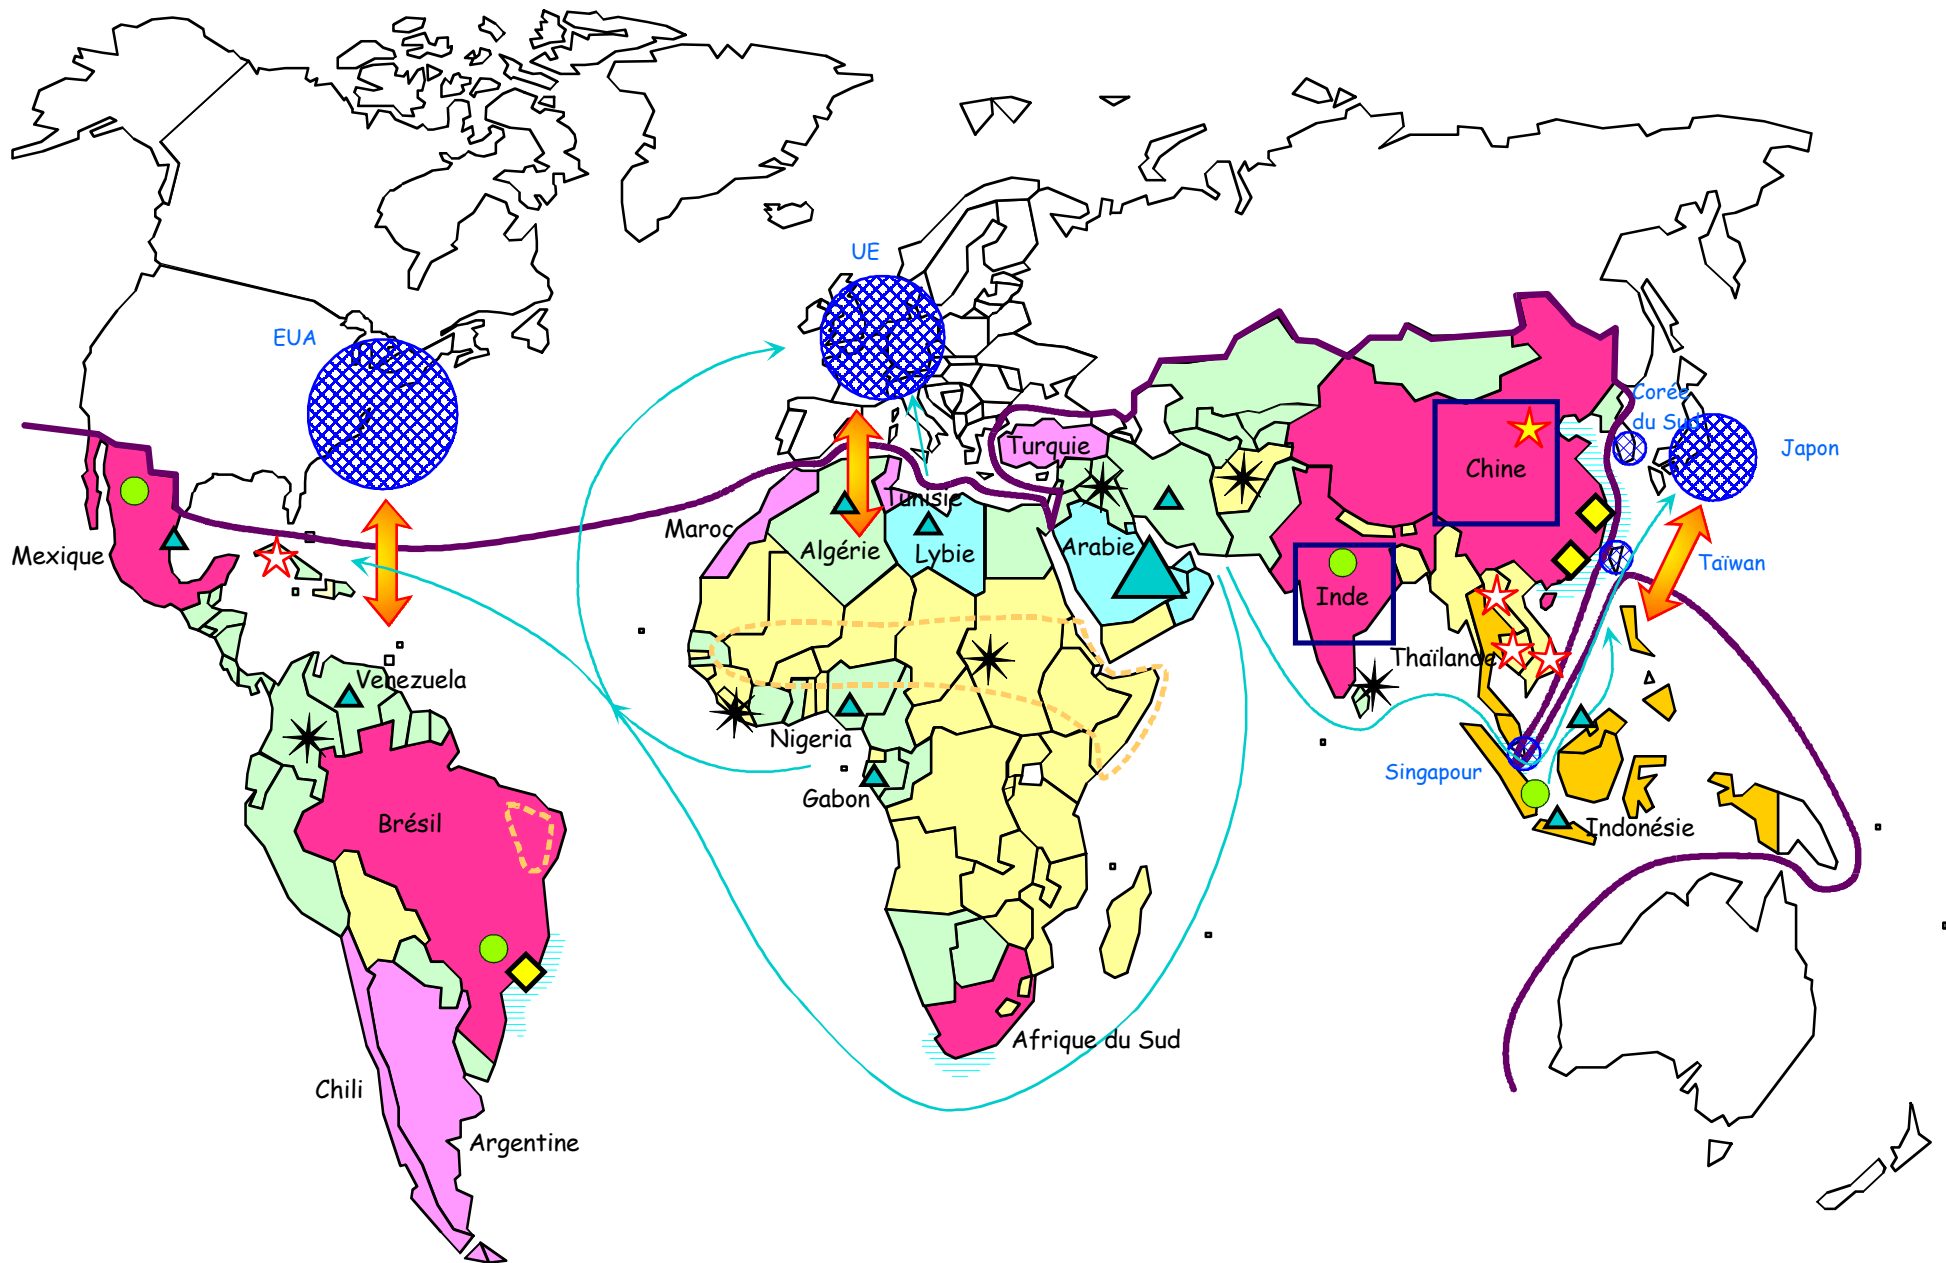 UE
EUA
Corée
du Sud
Turquie
Japon
Chine
Tunisie
Maroc
Mexique
Algérie
Lybie
Arabie
Taïwan
Inde
Thaïlande
Venezuela
Nigeria
Singapour
Gabon
Brésil
Indonésie
Afrique du Sud
Chili
Argentine